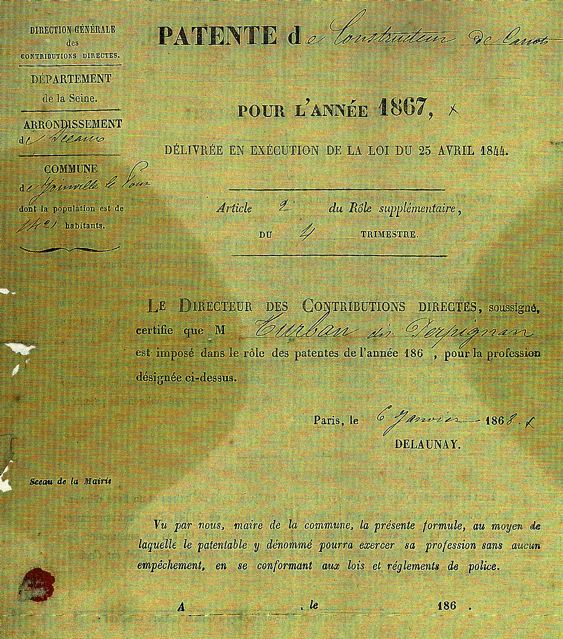 DIRECTION GÉNÉRALE
des
CONTRIBUTIONS DIRECTES.
DÉPARTEMENT
de la Seine.
ARRONDISSEMENT
de Sceaux
COMMUNE
de Joinville le Pont
dont la population est de
habitants.
PATENTE de Constructeur de Canots
POUR L'ANNÉE 1867,
DÉLIVRÉE EN EXÉCUTION DE LA LOI DU 25 AVRIL 1844.
Article 2 du Rôle supplémentaire,
DU 4 TRIMESTRE.
LE DIRECTEUR DES CONTRIBUTIONS DIRECTES, soussigné,
certifie que M Turban dit Perpignan
est imposé dans le rôle des patentes de l'année 186 , pour la profession
désignée ci-dessus.
Paris, le 6 Janvier 1868
DELAUNAY.
Sceau de la Mairie
Vu par nous, maire de la commune, la présente formule, au moyen de
laquelle le patentable y dénommé pourra exercer sa profession sans aucun
empêchement, en se conformant aux lois et réglements de police.
A , le 186 .